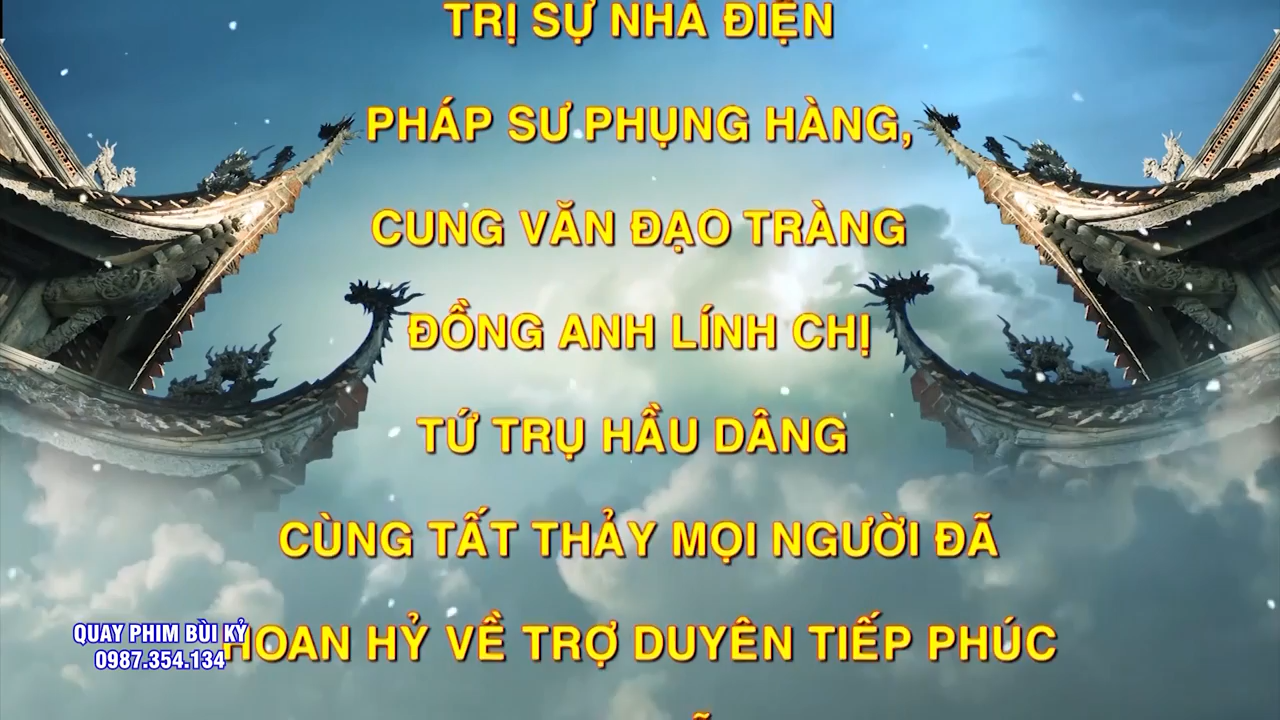 TRỊ SỰ NHÀ ĐIỆN
PHÁP SƯ PHỤNG HÀNG,
CUNG VĂN ĐẠO TRÀNG
ĐỒNG ANH LÍNH CHỊ
TỨ TRỤ HẦU DÂNG
CÙNG TẤT THẢY MỌI NGƯỜI ĐÃ
HOAN HỶ VỀ TRỢ DUYÊN TIẾP PHÚC
QUAY PHIM BÙI KỶ
0987.354.134